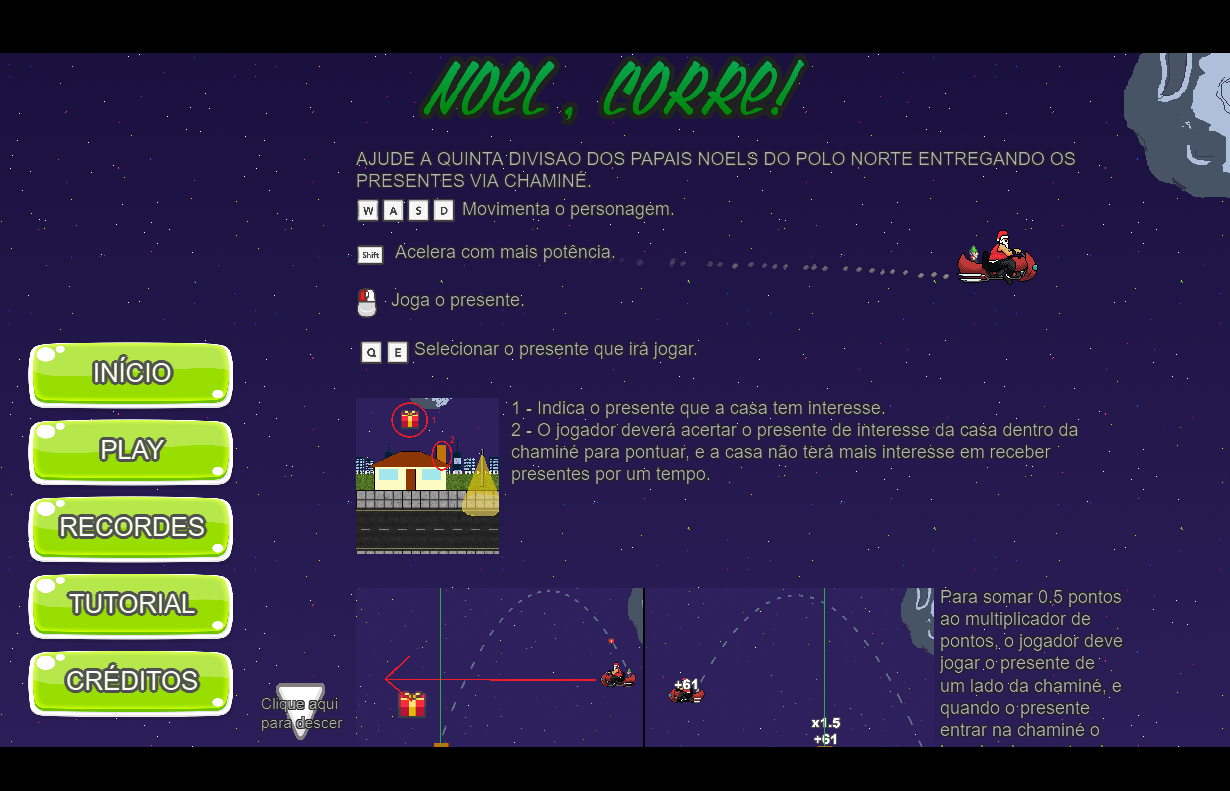 NOEL, CORRE!
AJUDE A QUINTA DIVISAO DOS PAPAIS NOELS DO POLO NORTE ENTREGANDO OS
PRESENTES VIA CHAMINÉ.
W A S D Movimenta o personagem.
Shift Acelera com mais potência.
Joga o presente.
Q E Selecionar o presente que irá jogar.
INÍCIO
PLAY
RECORDES
TUTORIAL
CRÉDITOS
Clique aqui
para descer
1
2
1 - Indica o presente que a casa tem interesse.
2 - O jogador deverá acertar o presente de interesse da casa dentro da
chaminé para pontuar, e a casa não terá mais interesse em receber
presentes por um tempo.
+61
x1.5
+61
Para somar 0.5 pontos
ao multiplicador de
pontos, o jogador deve
jogar o presente de
um lado da chaminé, e
quando o presente
entrar na chaminé o